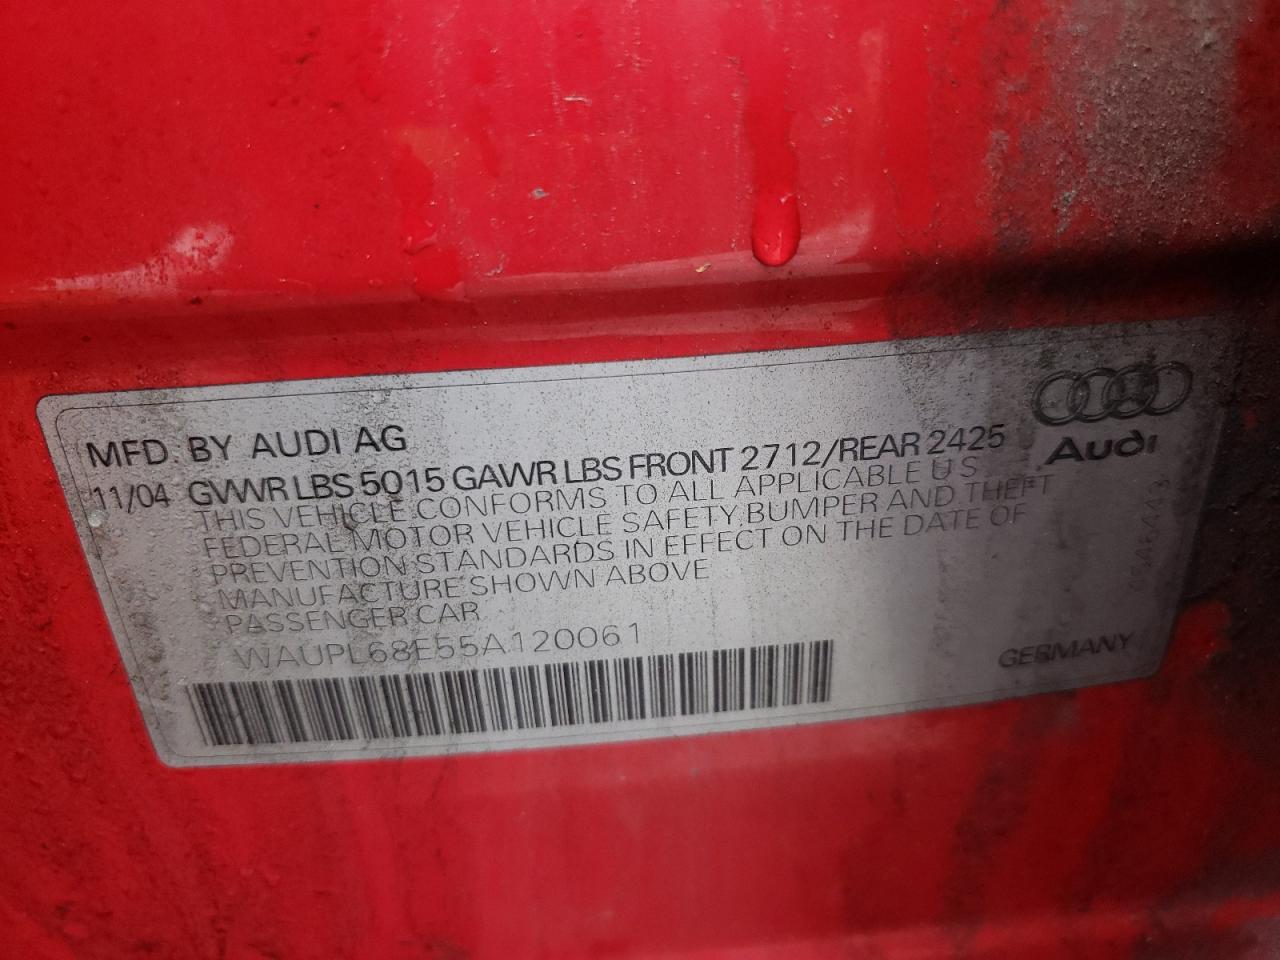 MFD. BY AUDI AG
11/04 GVWR LBS 5015 GAWR LBS FRONT 2712/REAR 2425
THIS VEHICLE CONFORMS TO ALL APPLICABLE U S
FEDERAL MOTOR VEHICLE SAFETY, BUMPER AND THEFT
PREVENTION STANDARDS IN EFFECT ON THE DATE OF
MANUFACTURE SHOWN ABOVE
PASSENGER CAR
WAUPL68E55A120061
Audi
GERMANY